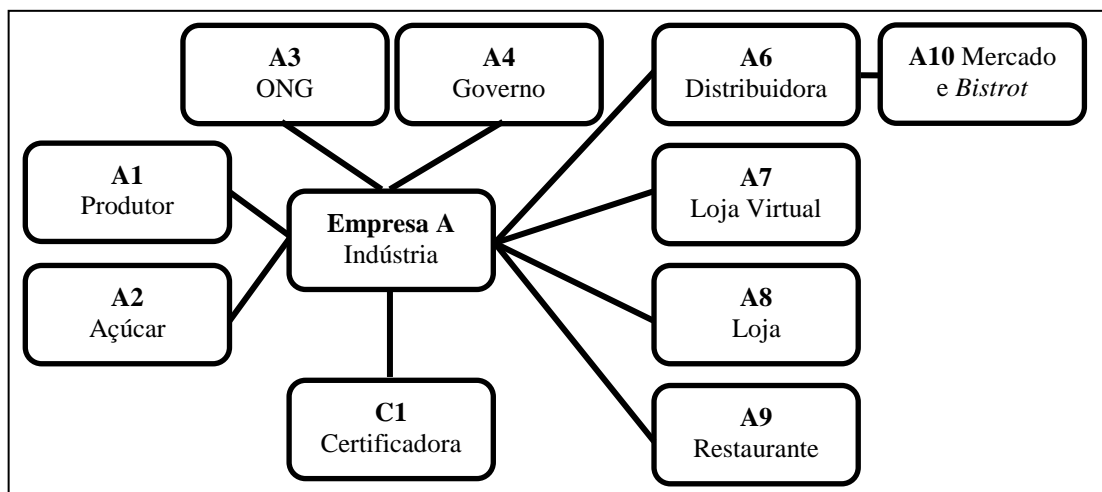 A3
ONG
A4
Governo
A6
Distribuidora
A10 Mercado
e Bistrot
A1
Produtor
Empresa A
Indústria
A7
Loja Virtual
A2
Açúcar
A8
Loja
C1
Certificadora
A9
Restaurante